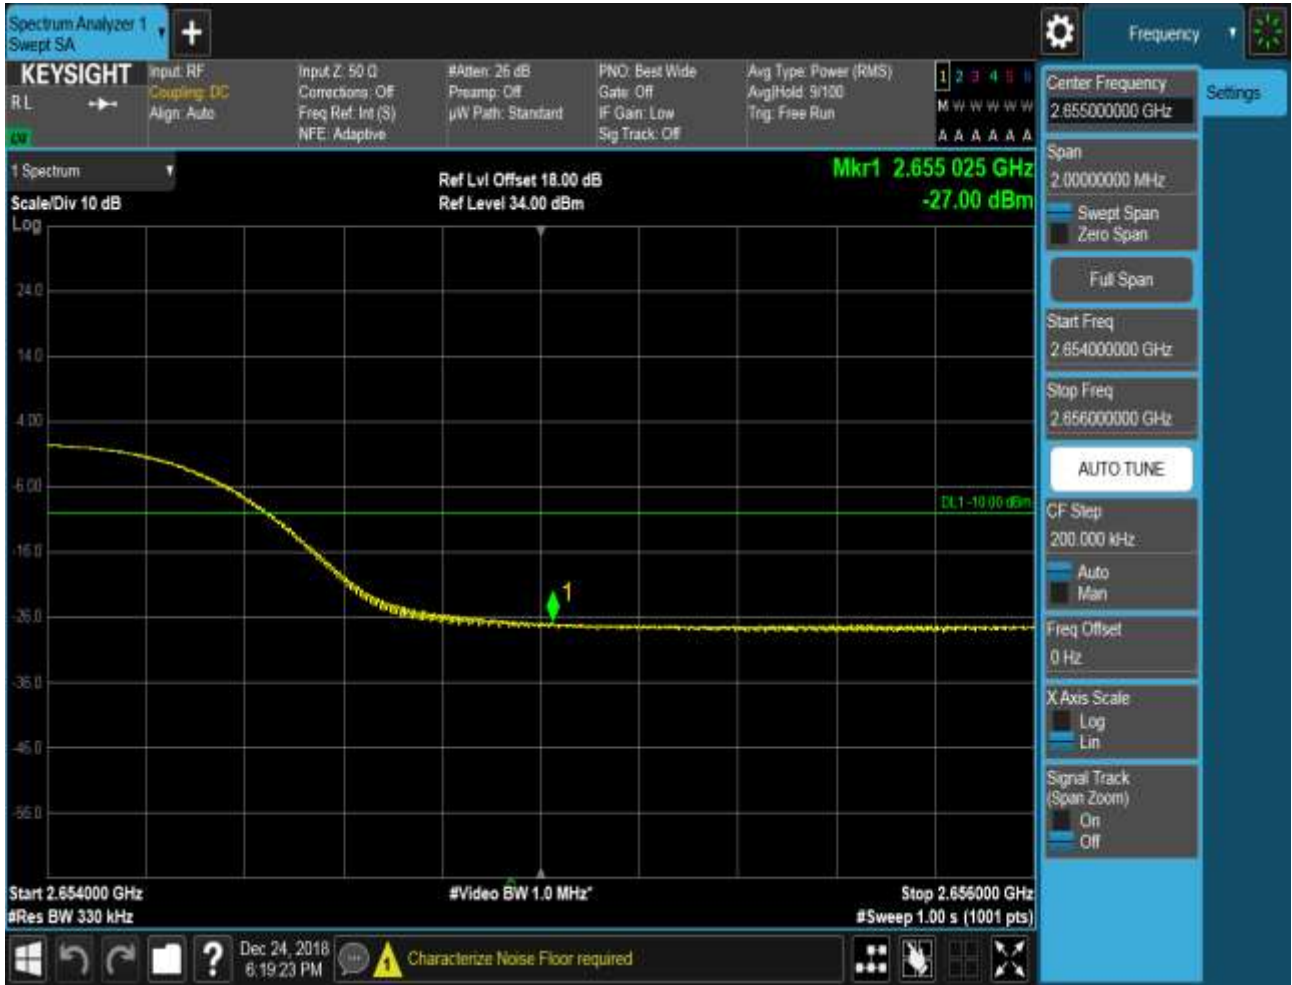 Spectrum Analyzer 1
Swept SA
+
Frequency
KEYSIGHT
R L
Input: RF
Coupling: DC
Align: Auto
Input Z: 50 Ω
Corrections: Off
Freq Ref: Int (S)
NFE: Adaptive
#Atten: 26 dB
Preamp: Off
µW Path: Standard
PNO: Best Wide
Gate: Off
IF Gain: Low
Sig Track: Off
Avg Type: Power (RMS)
Avg|Hold: 9/100
Trig: Free Run
1 2 3 4 5 6
M W W W W W
A A A A A A
1 Spectrum
Scale/Div 10 dB
Log
Ref Lvl Offset 18.00 dB
Ref Level 34.00 dBm
Mkr1 2.655 025 GHz
-27.00 dBm
24.0
14.0
4.00
-6.00
-16.0
-26.0
-36.0
-46.0
-56.0
DL1 -10.00 dBm
1
Start 2.654000 GHz
#Res BW 330 kHz
#Video BW 1.0 MHz*
Stop 2.656000 GHz
#Sweep 1.00 s (1001 pts)
Center Frequency
2.655000000 GHz
Settings
Span
2.00000000 MHz
Swept Span
Zero Span
Full Span
Start Freq
2.654000000 GHz
Stop Freq
2.656000000 GHz
AUTO TUNE
CF Step
200.000 kHz
Auto
Man
Freq Offset
0 Hz
X Axis Scale
Log
Lin
Signal Track
(Span Zoom)
On
Off
?
Dec 24, 2018
6:19:23 PM
1
Characterize Noise Floor required